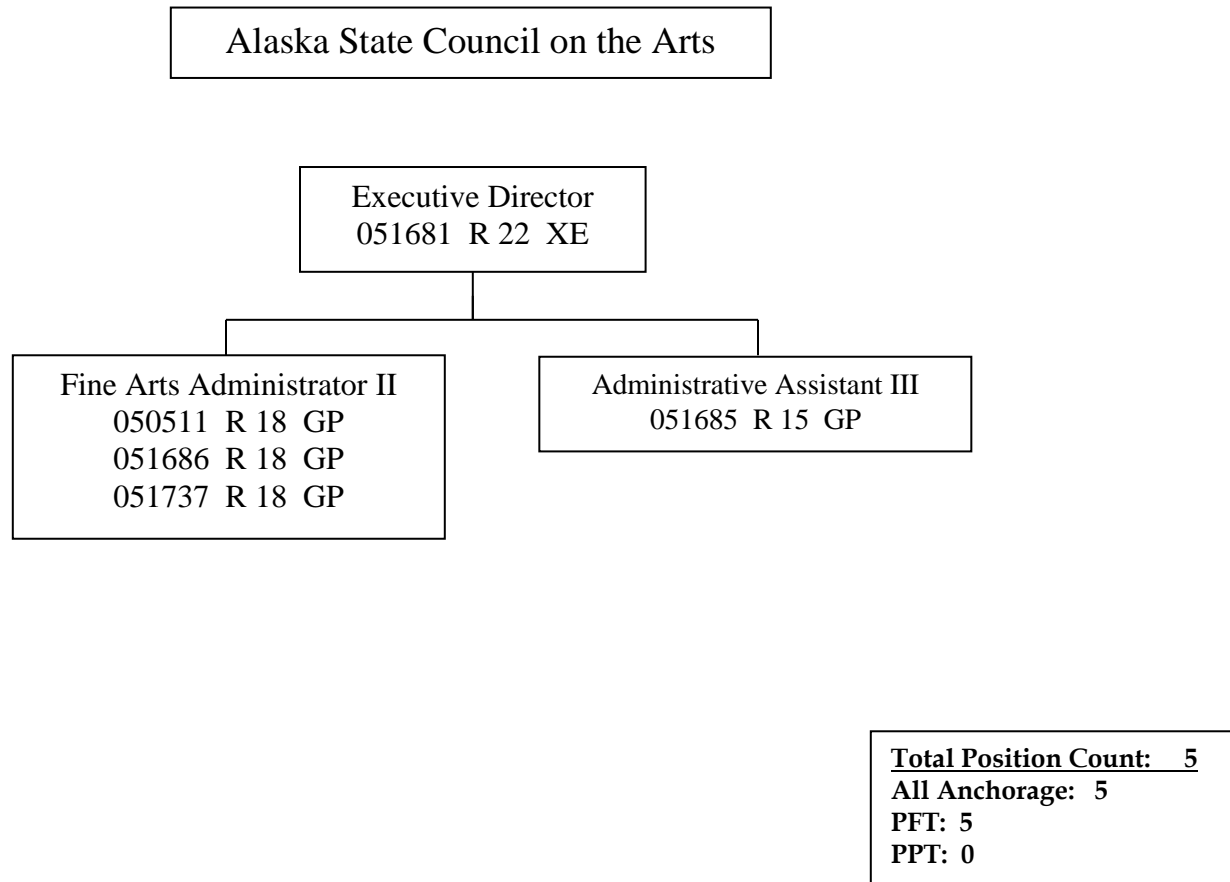 Alaska State Council on the Arts
Executive Director
051681 R 22 XE
Fine Arts Administrator II
050511 R 18 GP
051686 R 18 GP
051737 R 18 GP
Administrative Assistant III
051685 R 15 GP
Total Position Count: 5
All Anchorage: 5
PFT: 5
PPT: 0